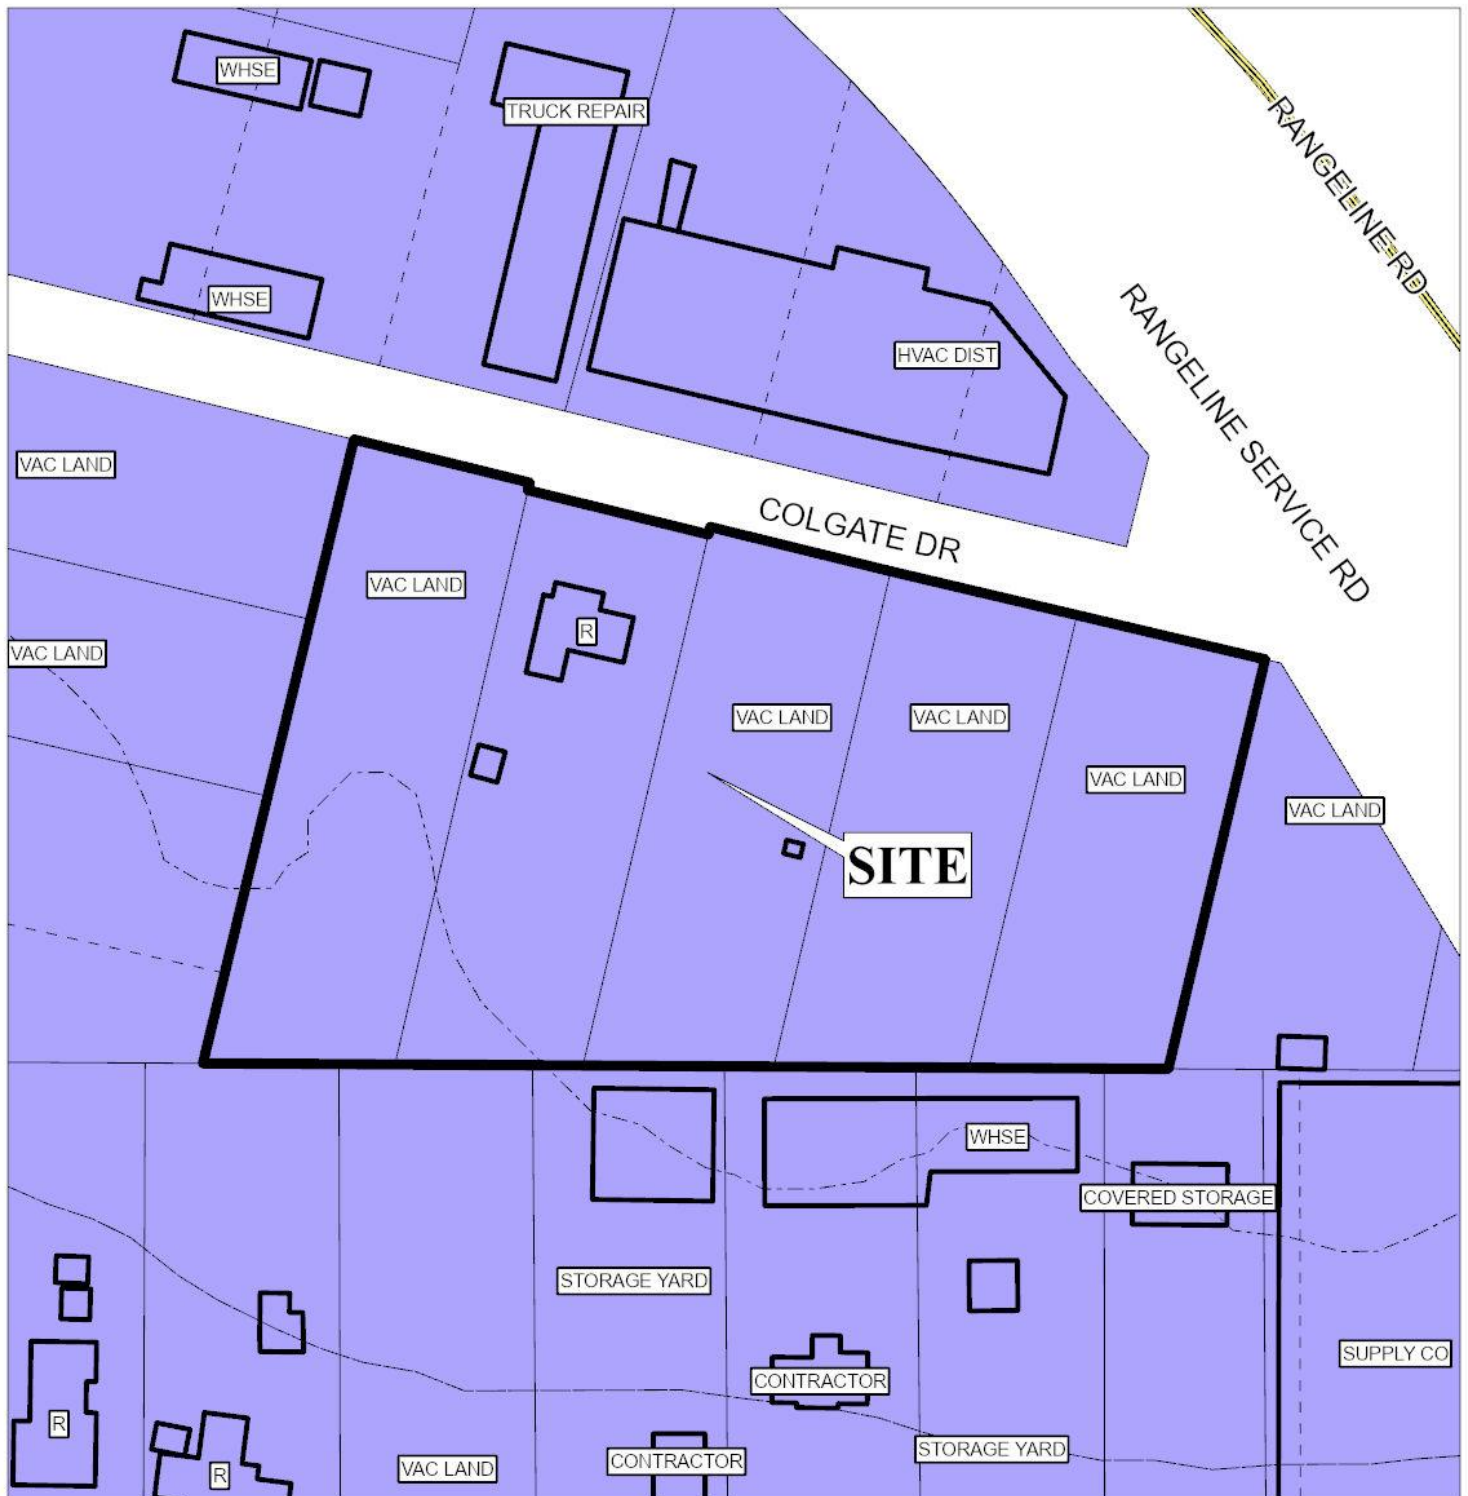 WHSE
TRUCK REPAIR
RANGELINE RD
WHSE
HVAC DIST
RANGELINE SERVICE RD
VAC LAND
COLGATE DR
VAC LAND
R
VAC LAND
VAC LAND
VAC LAND
VAC LAND
VAC LAND
SITE
WHSE
COVERED STORAGE
STORAGE YARD
SUPPLY CO
CONTRACTOR
R
STORAGE YARD
CONTRACTOR
VAC LAND
R